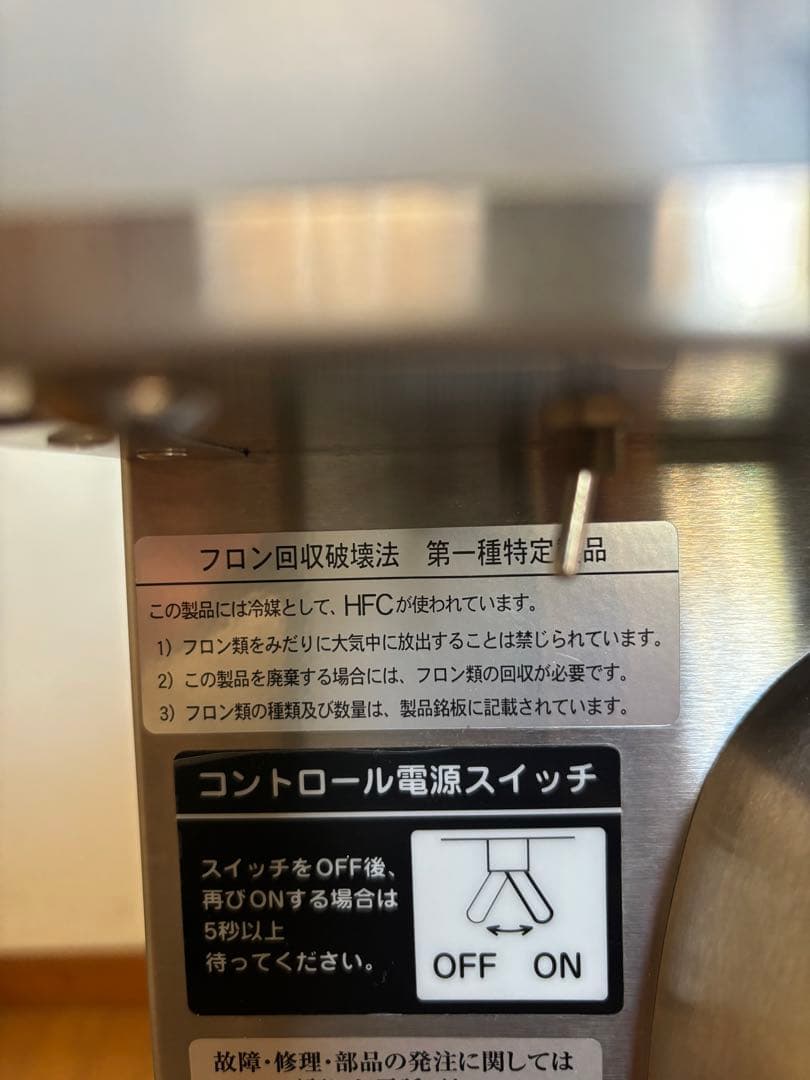 フロン回収破壊法 第一種特定 品
この製品には冷媒として、HFCが使われています。
1) フロン類をみだりに大気中に放出することは禁じられています。
2) この製品を廃棄する場合には、フロン類の回収が必要です。
3) フロン類の種類及び数量は、製品銘板に記載されています。
コントロール電源スイッチ
スイッチをOFF後、
再びONする場合は
5秒以上
待ってください。
OFF ON
故障・修理・部品の発注に関しては